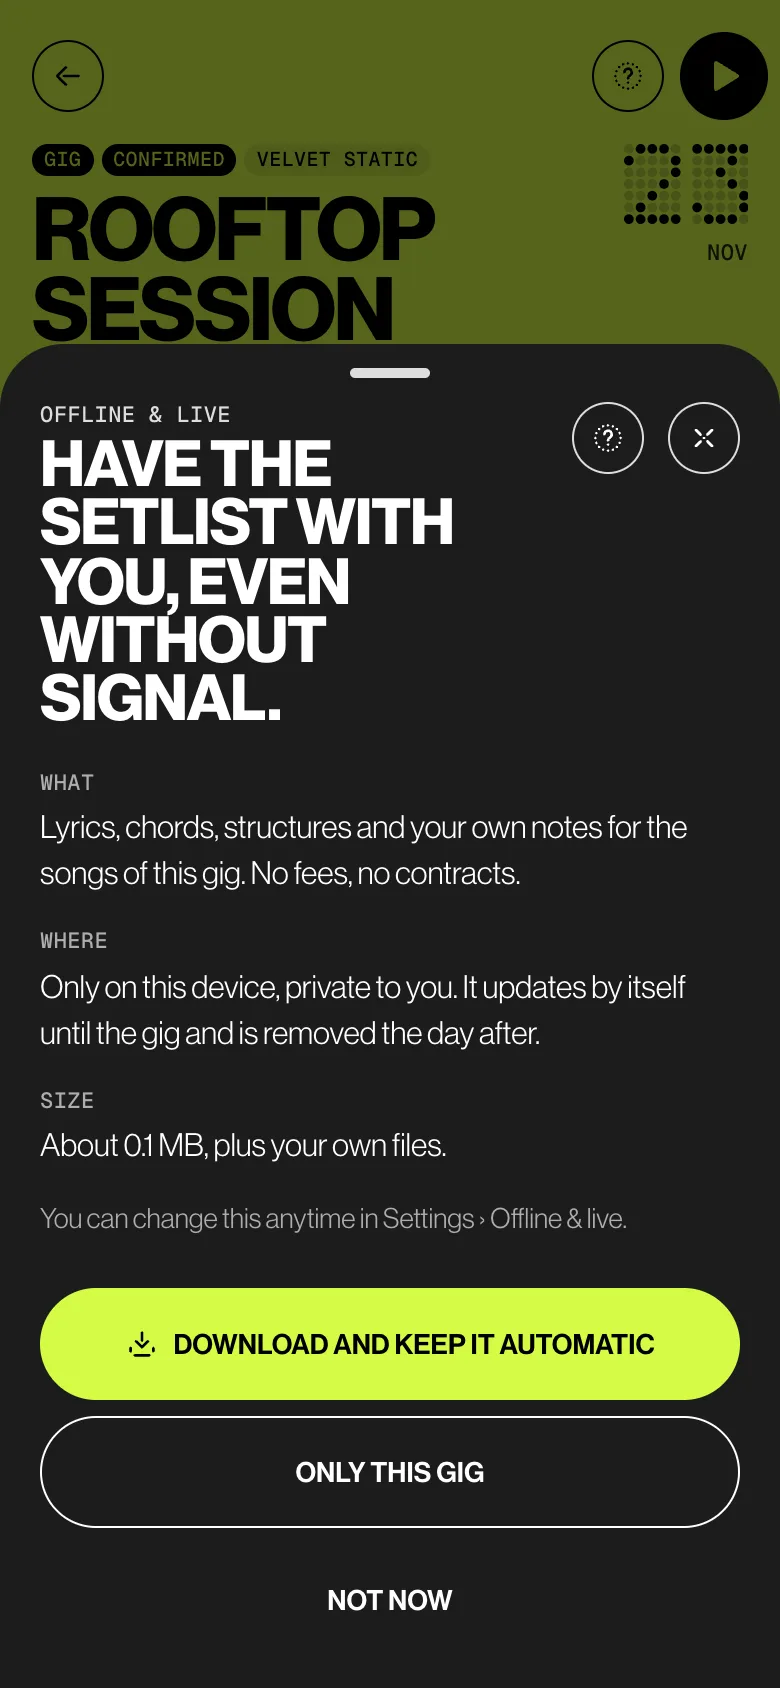 GIG CONFIRMED VELVET STATIC
23
NOV
ROOFTOP
SESSION
OFFLINE & LIVE
HAVE THE
SETLIST WITH
YOU, EVEN
WITHOUT
SIGNAL.
WHAT
Lyrics, chords, structures and your own notes for the
songs of this gig. No fees, no contracts.
WHERE
Only on this device, private to you. It updates by itself
until the gig and is removed the day after.
SIZE
About 0.1 MB, plus your own files.
You can change this anytime in Settings › Offline & live.
DOWNLOAD AND KEEP IT AUTOMATIC
ONLY THIS GIG
NOT NOW